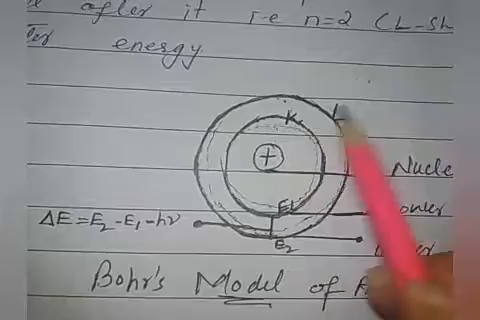 after it i.e n=2 (L-Sh
energy
K L
+
Nucle
E1
ΔE=E2-E1-hν
E2
Bohr's Model of A